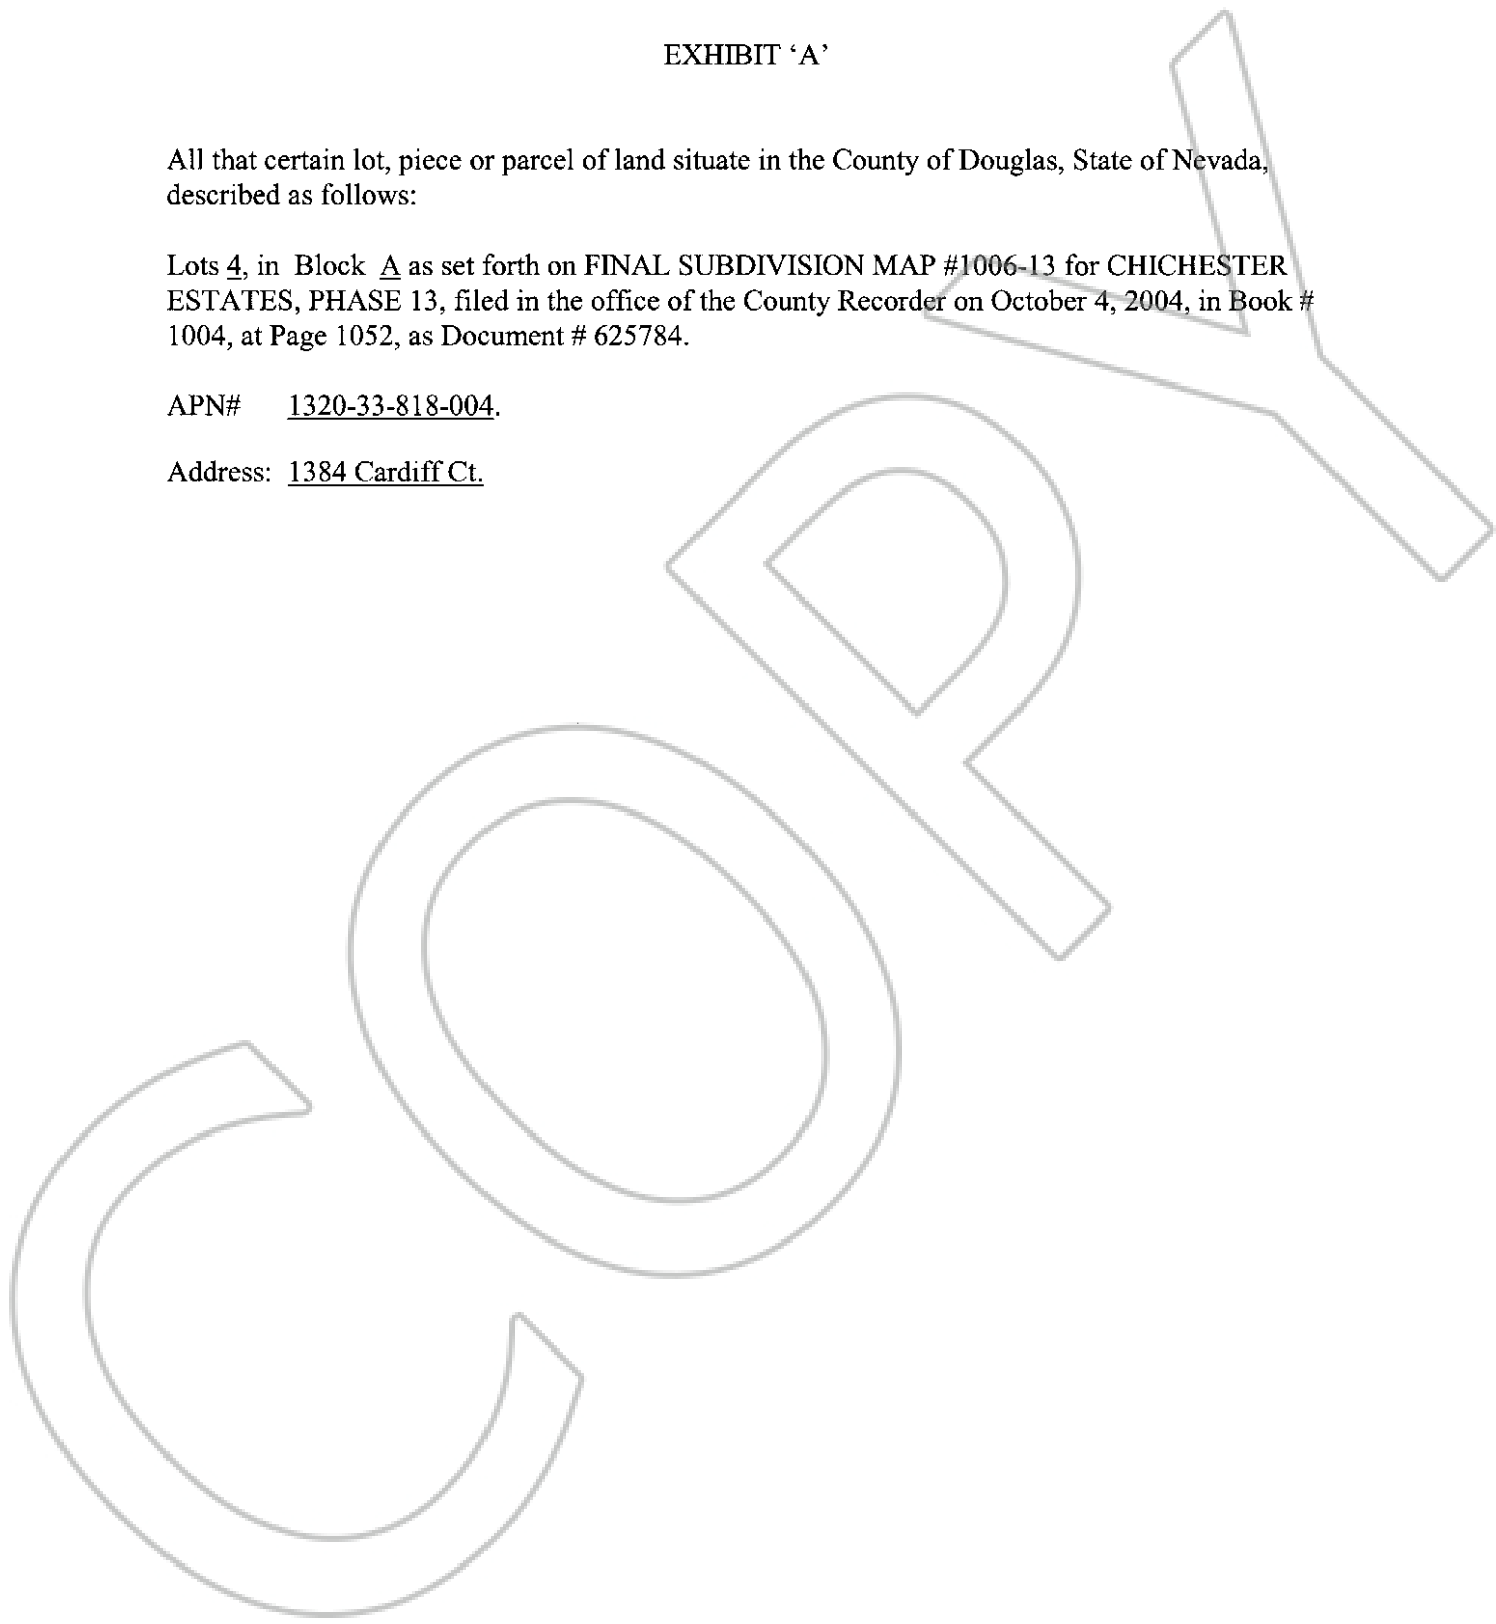 EXHIBIT ‘A’
All that certain lot, piece or parcel of land situate in the County of Douglas, State of Nevada,
described as follows:
Lots 4, in Block A as set forth on FINAL SUBDIVISION MAP #1006-13 for CHICHESTER
ESTATES, PHASE 13, filed in the office of the County Recorder on October 4, 2004, in Book #
1004, at Page 1052, as Document # 625784.
APN# 1320-33-818-004.
Address: 1384 Cardiff Ct.
COPY